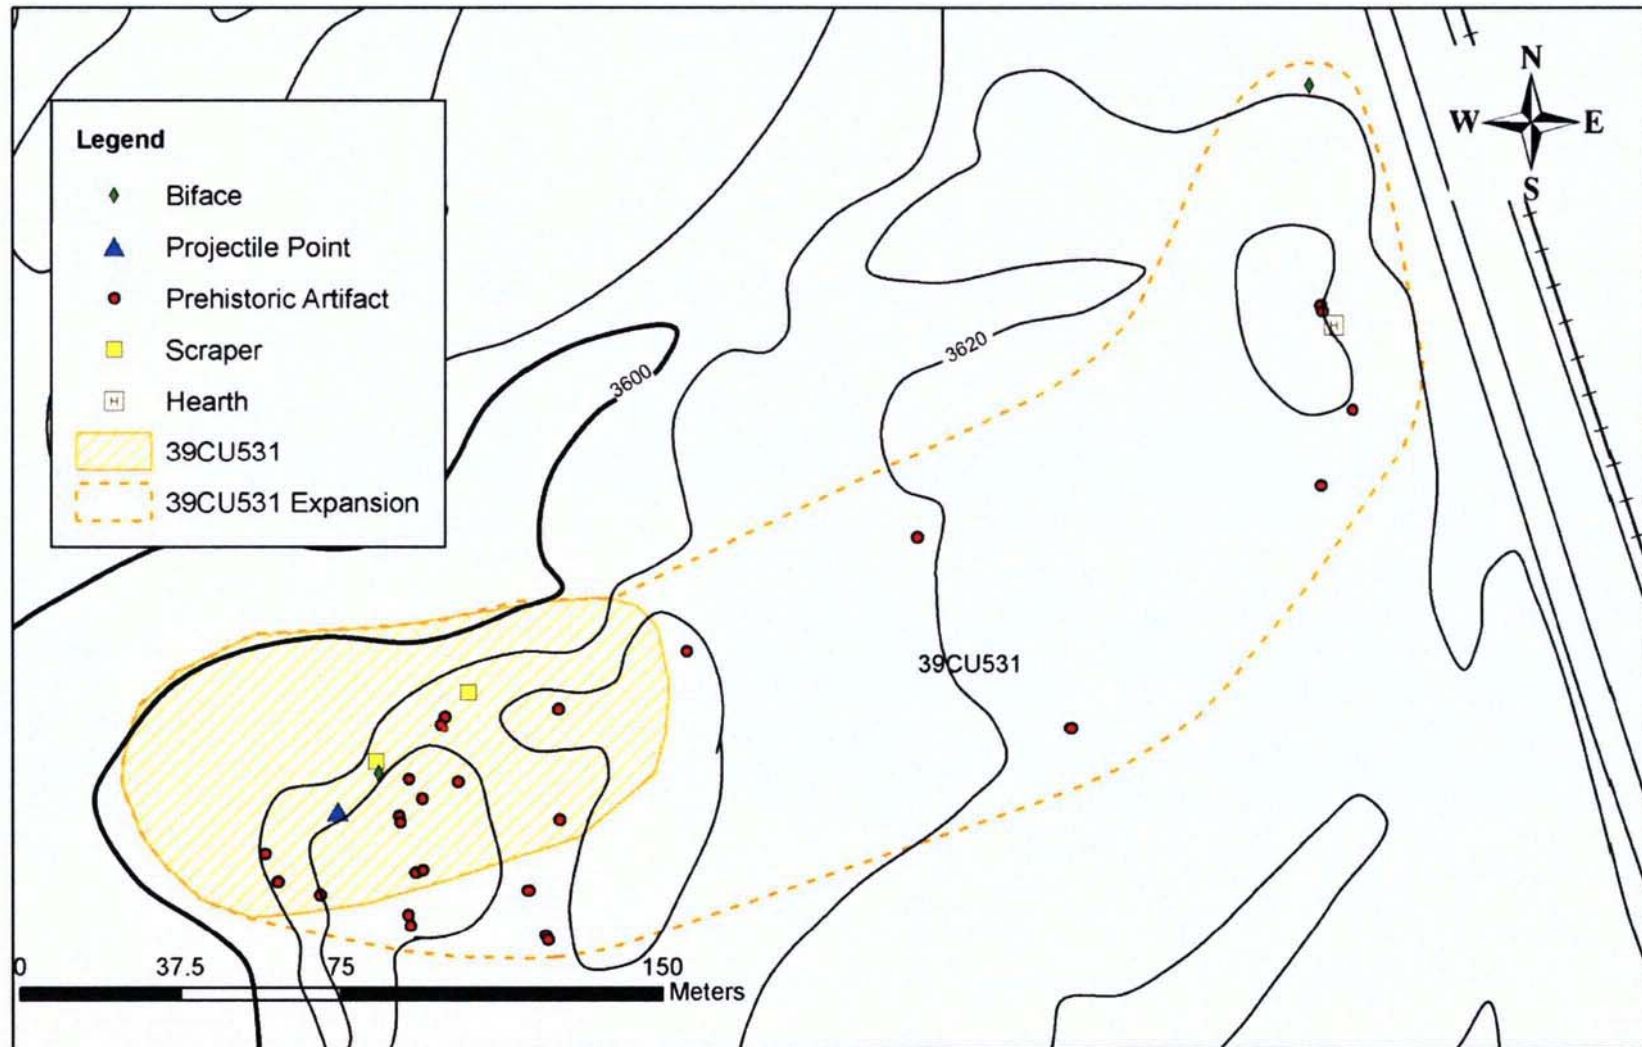 N
W E
S
Legend
Biface
Projectile Point
Prehistoric Artifact
Scraper
H Hearth
39CU531
39CU531 Expansion
H
3620
3600
39CU531
0 37.5 75 150
Meters